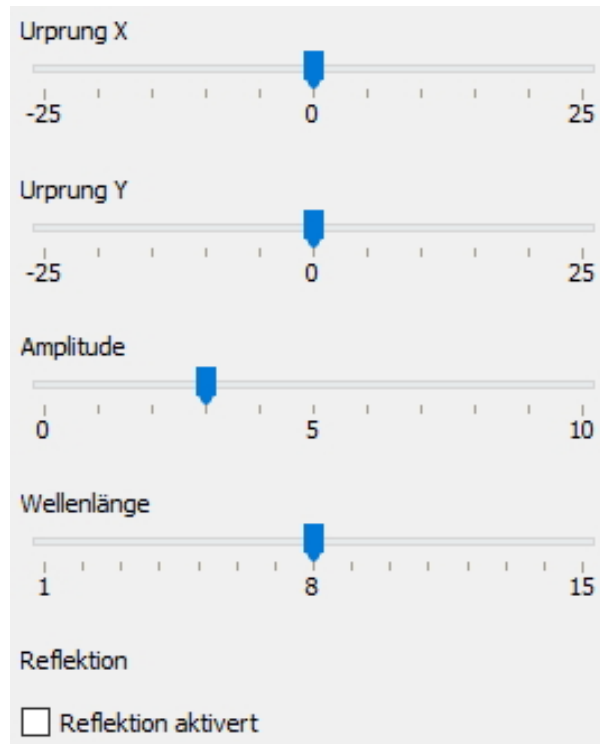 Urprung X
-25 0 25
Urprung Y
-25 0 25
Amplitude
0 5 10
Wellenlänge
1 8 15
Reflektion
Reflektion aktivert